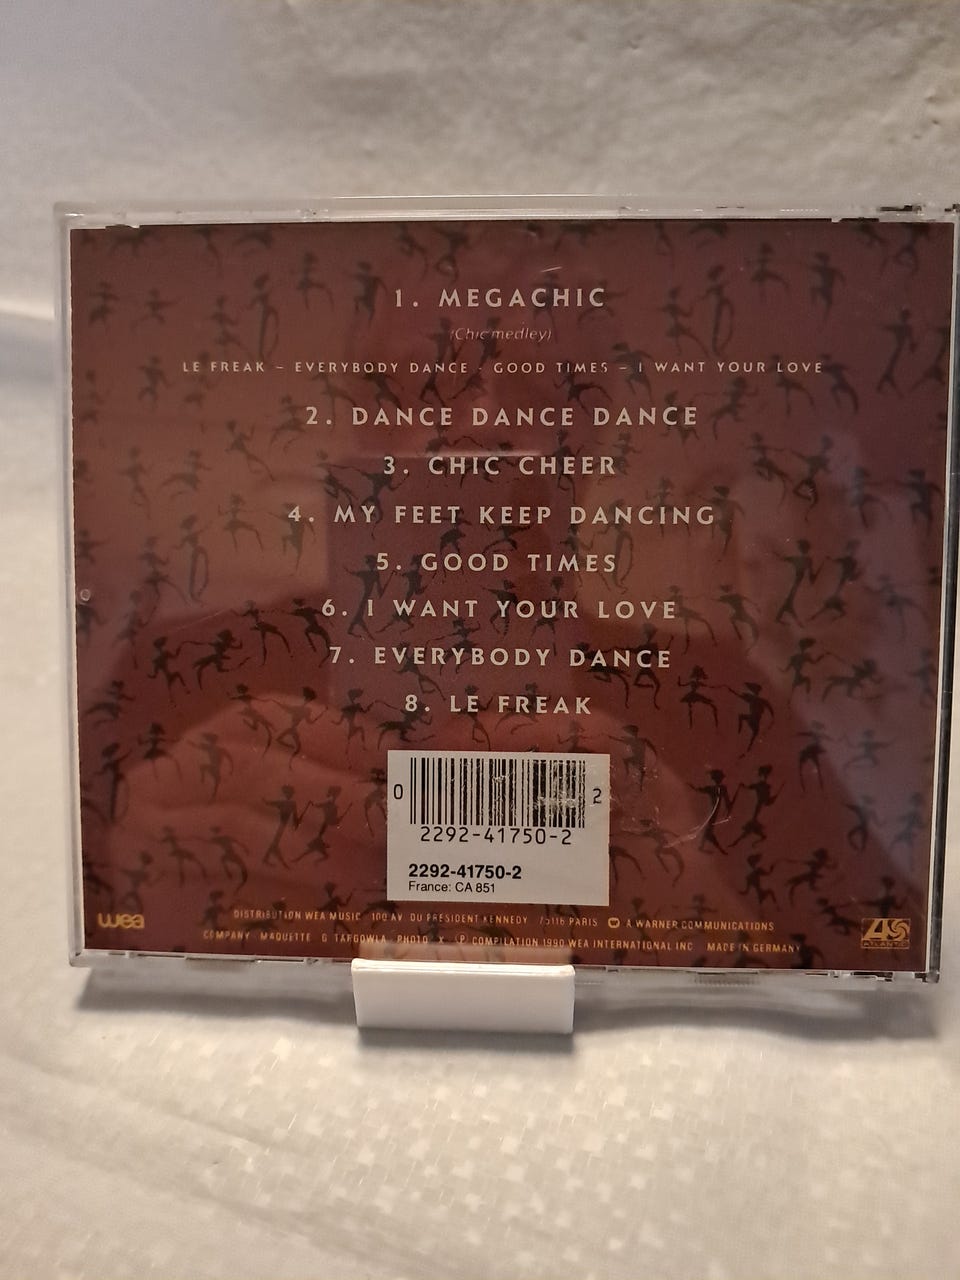 1. MEGACHIC
(Chic medley)
LE FREAK – EVERYBODY DANCE - GOOD TIMES – I WANT YOUR LOVE
2. DANCE DANCE DANCE
3. CHIC CHEER
4. MY FEET KEEP DANCING
5. GOOD TIMES
6. I WANT YOUR LOVE
7. EVERYBODY DANCE
8. LE FREAK
0 2
2292-41750-2
2292-41750-2
France: CA 851
wea
DISTRIBUTION WEA MUSIC 100 AV. DU PRESIDENT KENNEDY 75116 PARIS A WARNER COMMUNICATIONS
COMPANY MAQUETTE G TAFGOWLA PHOTO X Ⓟ COMPILATION 1990 WEA INTERNATIONAL INC MADE IN GERMANY
ATLANTIC